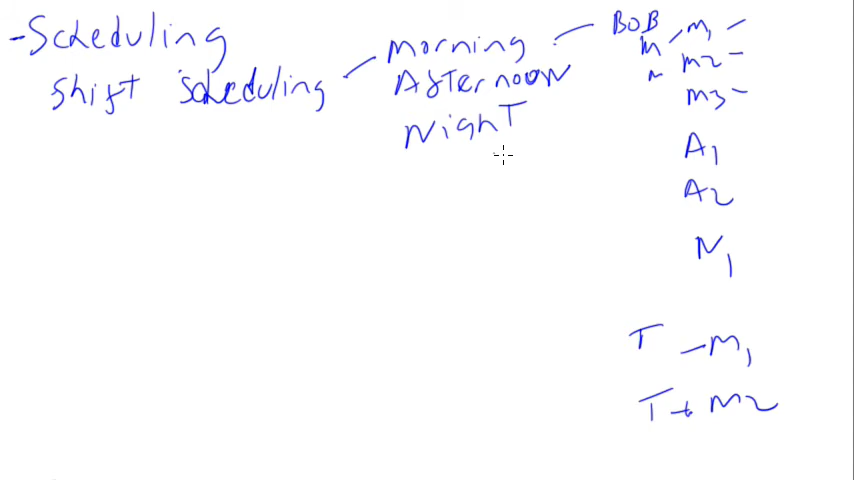 -Scheduling
Shift Scheduling
Morning
Afternoon
Night
BOB
M
M1
M2
M3
A1
A2
N1
T - M1
T + M2